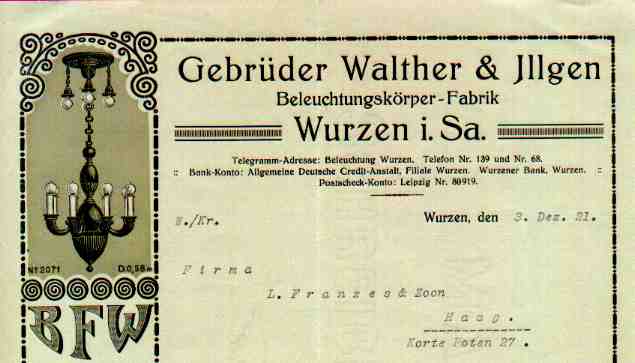 Gebrüder Walther & Jllgen
Beleuchtungskörper-Fabrik
Wurzen i. Sa.
Telegramm-Adresse: Beleuchtung Wurzen. Telefon Nr. 139 und Nr. 68.
:: Bank-Konto: Allgemeine Deutsche Credit-Anstalt, Filiale Wurzen. Wurzener Bank, Wurzen. ::
Postscheck-Konto: Leipzig Nr. 80919.
W./Kr. Wurzen, den 3. Dez. 21.
Nº 2071 D.0,58 m
BFW
Firma
L. Franzes & Zoon
Haag.
Korte Poten 27.